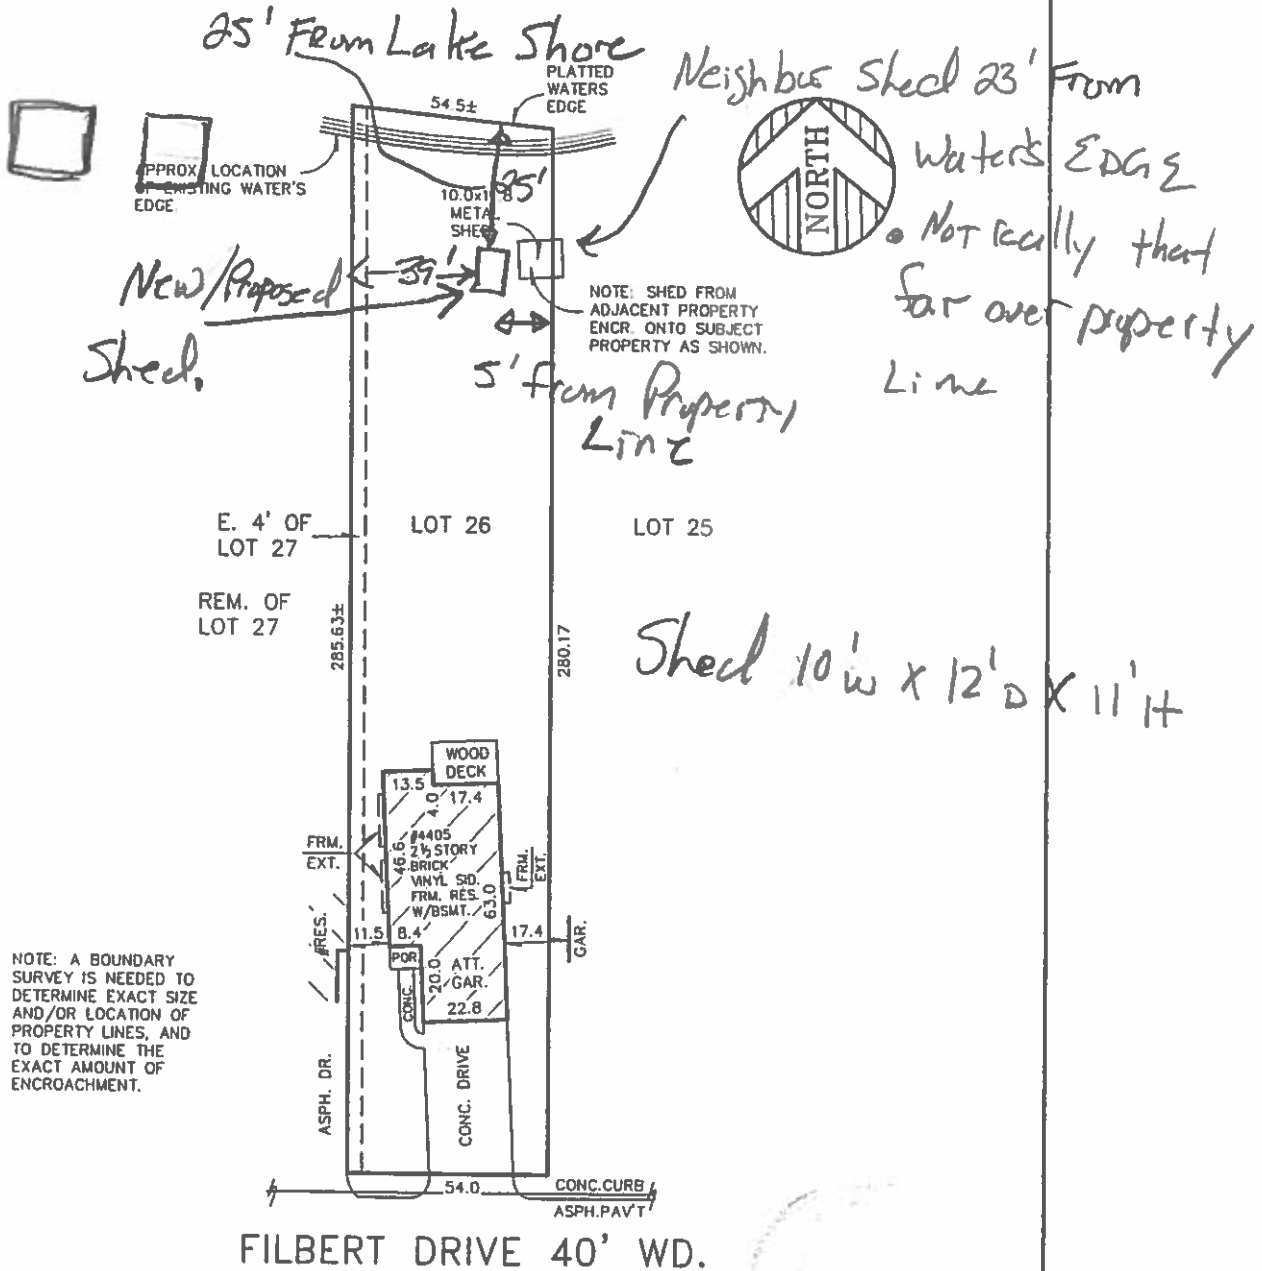 25' From Lake Shore
PLATTED
WATERS
EDGE
54.5±
Neighbor Shed 23' From
Water's EDGE
• Not really that
far over property
Line
NORTH
APPROX. LOCATION
OF EXISTING WATER'S
EDGE
25'
METAL
SHED
New/Proposed
Shed.
39'
NOTE: SHED FROM
ADJACENT PROPERTY
ENCR. ONTO SUBJECT
PROPERTY AS SHOWN.
5' from Property
Line
E. 4' OF
LOT 27
LOT 26
LOT 25
REM. OF
LOT 27
285.63±
280.17
Shed 10'W X 12'D X 11'H
WOOD
DECK
13.5
4.0
17.4
FRM.
EXT.
46.6
#4405
2½ STORY
BRICK
VINYL SID.
FRM. RES.
W/BSMT.
63.0
FRM.
EXT.
RES.
11.5
8.4
17.4
GAR.
POR.
20.0
ATT.
GAR.
CONC.
22.8
NOTE: A BOUNDARY
SURVEY IS NEEDED TO
DETERMINE EXACT SIZE
AND/OR LOCATION OF
PROPERTY LINES, AND
TO DETERMINE THE
EXACT AMOUNT OF
ENCROACHMENT.
ASPH. DR.
CONC. DRIVE
54.0
CONC.CURB
ASPH.PAV'T
FILBERT DRIVE 40' WD.